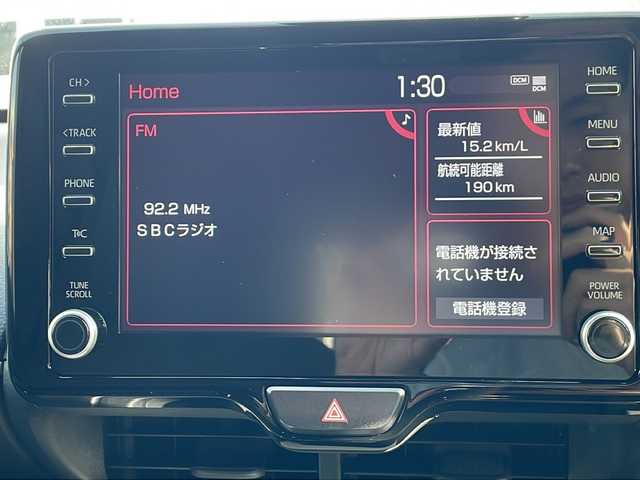 CH >
< TRACK
PHONE
T&C
TUNE
SCROLL
Home
1:30
DCM
DCM
FM
92.2 MHz
SBCラジオ
最新値
15.2 km/L
航続可能距離
190 km
電話機が接続さ
れていません
電話機登録
HOME
MENU
AUDIO
MAP
POWER
VOLUME